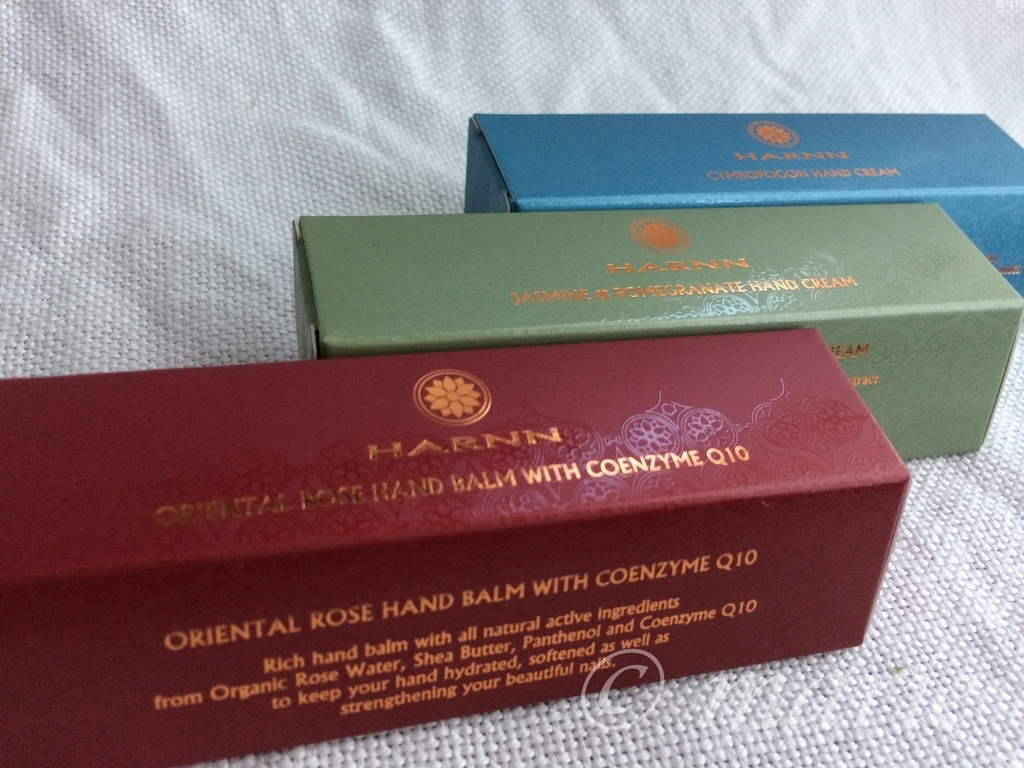 HARNN
CYMBOPOGON HAND CREAM
HARNN
JASMINE & POMEGRANATE HAND CREAM
CREAM
extract
HARNN
ORIENTAL ROSE HAND BALM WITH COENZYME Q10
ORIENTAL ROSE HAND BALM WITH COENZYME Q10
Rich hand balm with all natural active ingredients
from Organic Rose Water, Shea Butter, Panthenol and Coenzyme Q10
to keep your hand hydrated, softened as well as
strengthening your beautiful nails.
©